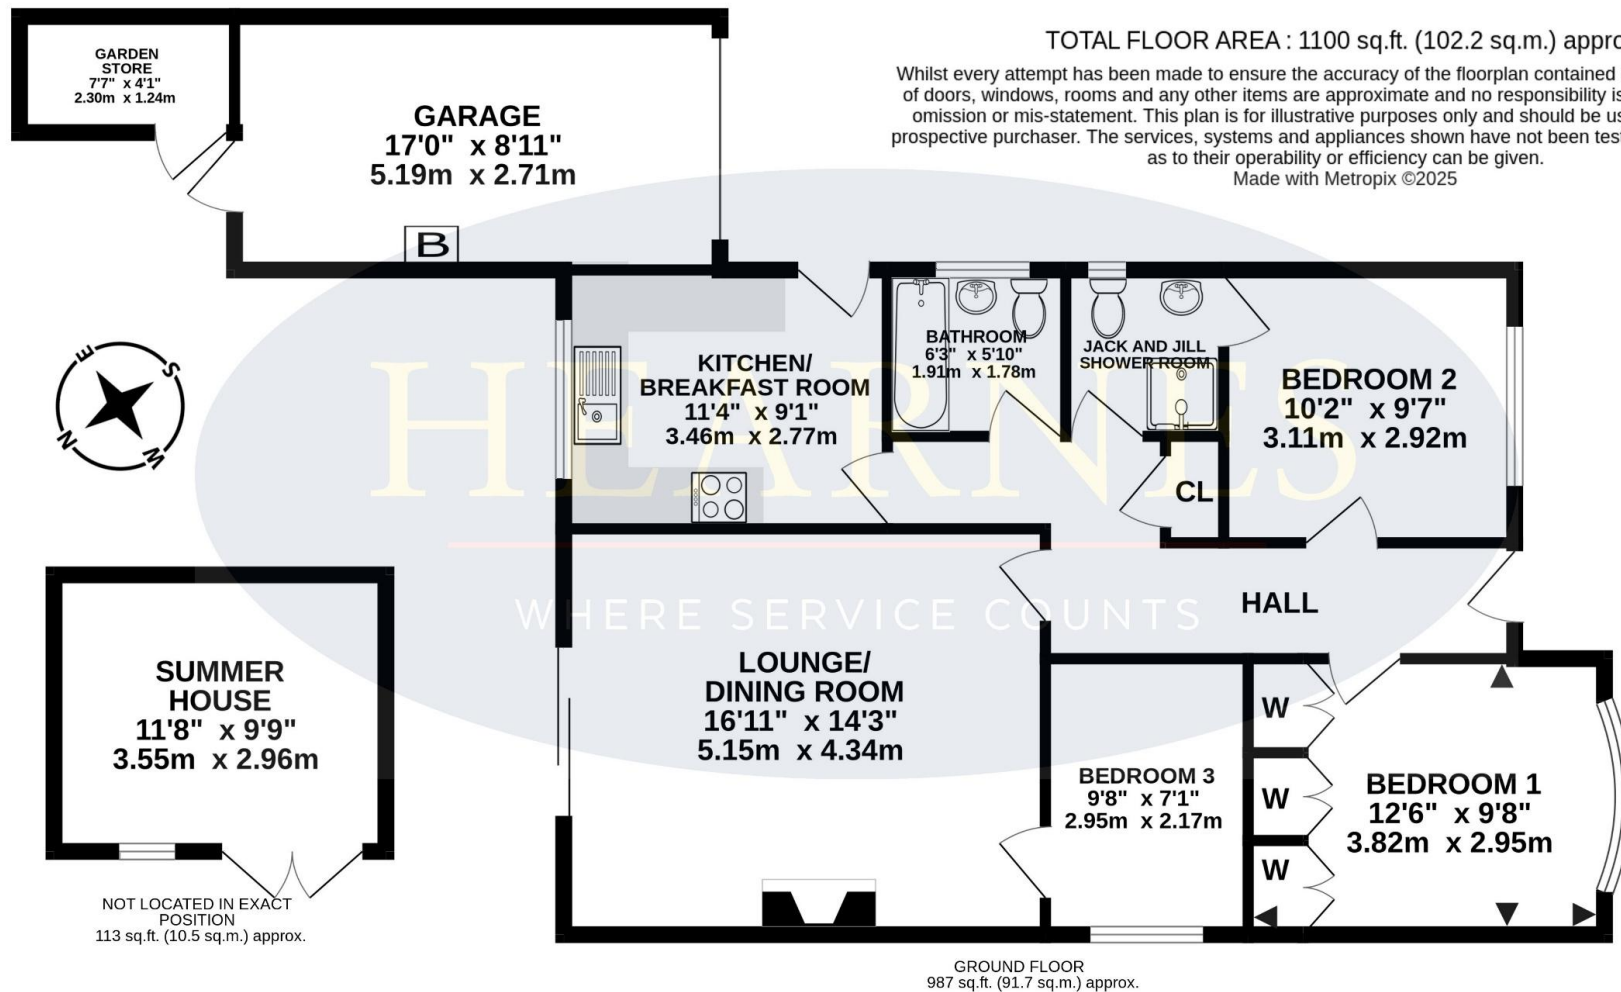 GARDEN
STORE
7'7" x 4'1"
2.30m x 1.24m
GARAGE
17'0" x 8'11"
5.19m x 2.71m
B
TOTAL FLOOR AREA : 1100 sq.ft. (102.2 sq.m.) appro
Whilst every attempt has been made to ensure the accuracy of the floorplan contained
of doors, windows, rooms and any other items are approximate and no responsibility is
omission or mis-statement. This plan is for illustrative purposes only and should be us
prospective purchaser. The services, systems and appliances shown have not been test
as to their operability or efficiency can be given.
Made with Metropix ©2025
E
S
N
W
KITCHEN/
BREAKFAST ROOM
11'4" x 9'1"
3.46m x 2.77m
BATHROOM
6'3" x 5'10"
1.91m x 1.78m
JACK AND JILL
SHOWER ROOM
BEDROOM 2
10'2" x 9'7"
3.11m x 2.92m
CL
HEARNES
WHERE SERVICE COUNTS
HALL
SUMMER
HOUSE
11'8" x 9'9"
3.55m x 2.96m
NOT LOCATED IN EXACT
POSITION
113 sq.ft. (10.5 sq.m.) approx.
LOUNGE/
DINING ROOM
16'11" x 14'3"
5.15m x 4.34m
BEDROOM 3
9'8" x 7'1"
2.95m x 2.17m
W
W
W
BEDROOM 1
12'6" x 9'8"
3.82m x 2.95m
GROUND FLOOR
987 sq.ft. (91.7 sq.m.) approx.